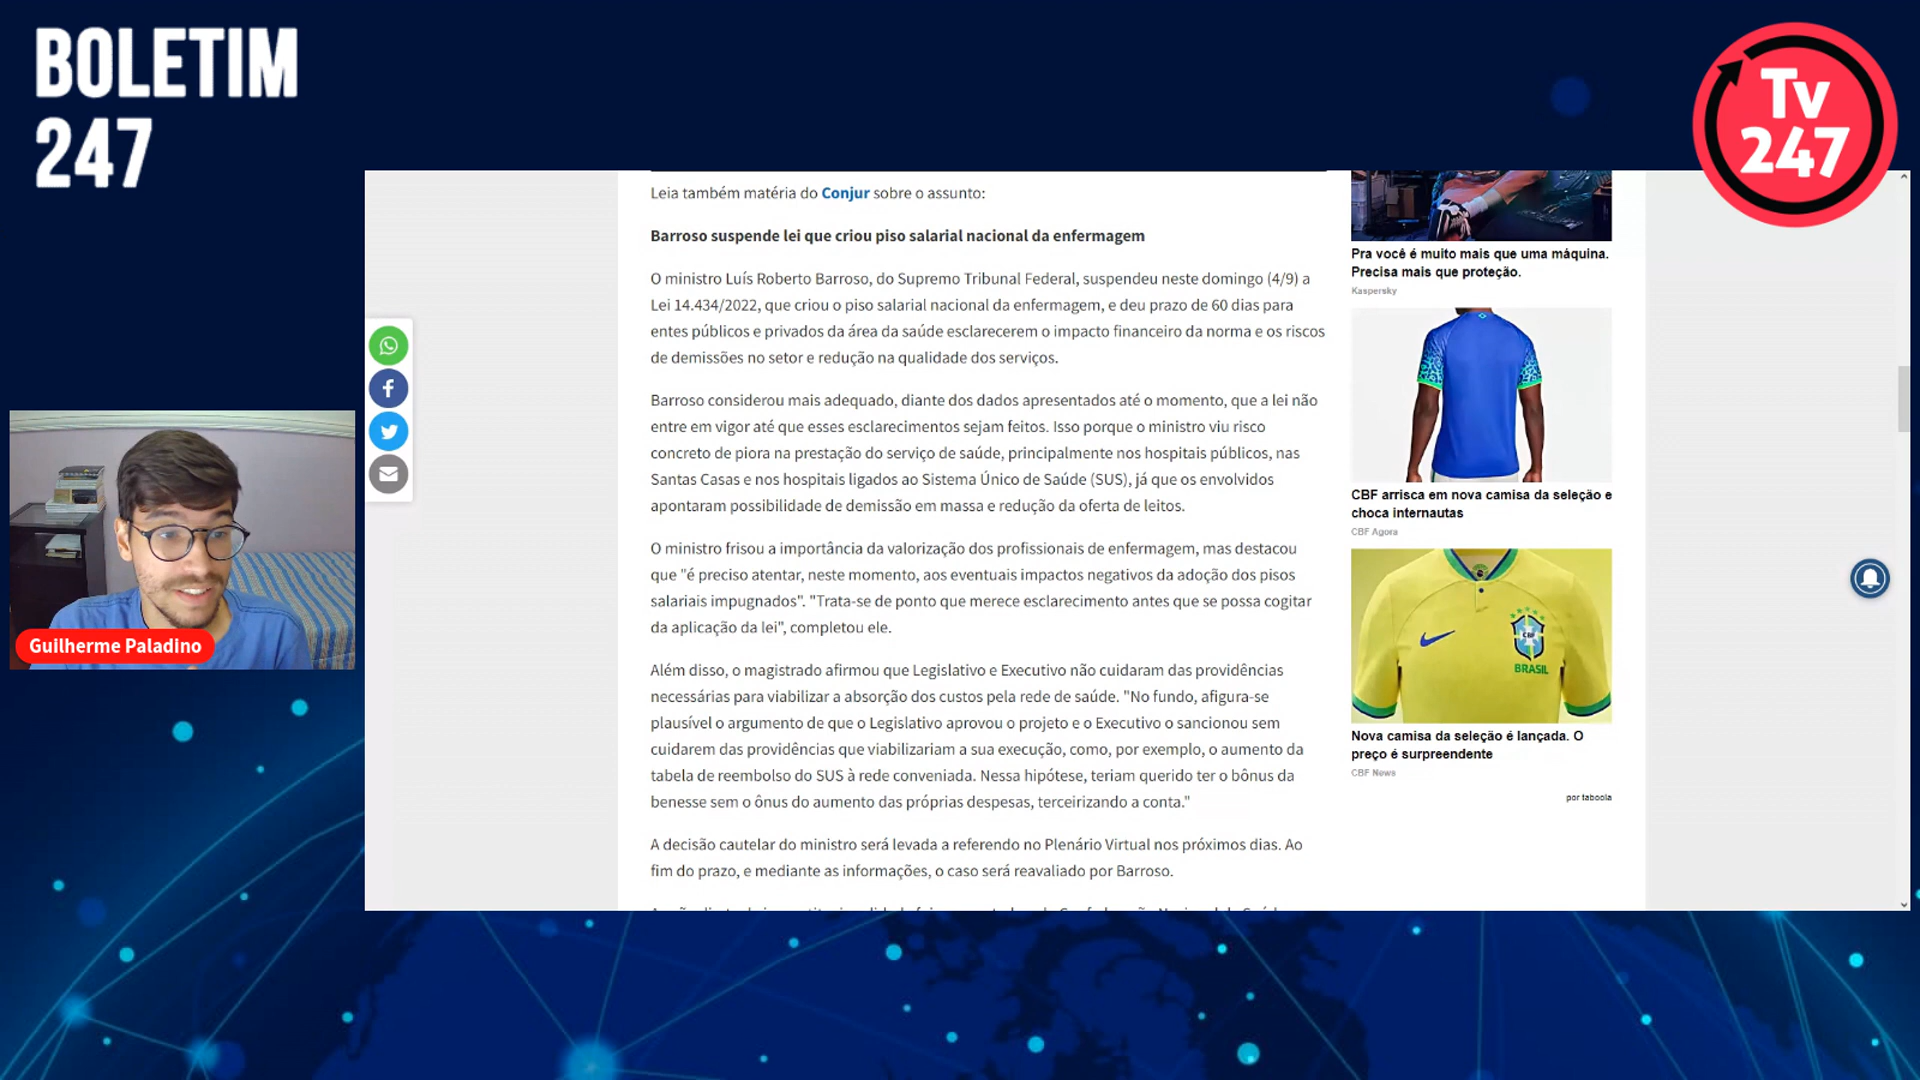 BOLETIM
247
Tv
247
Leia também matéria do Conjur sobre o assunto:
Barroso suspende lei que criou piso salarial nacional da enfermagem
O ministro Luís Roberto Barroso, do Supremo Tribunal Federal, suspendeu neste domingo (4/9) a
Lei 14.434/2022, que criou o piso salarial nacional da enfermagem, e deu prazo de 60 dias para
entes públicos e privados da área da saúde esclarecerem o impacto financeiro da norma e os riscos
de demissões no setor e redução na qualidade dos serviços.
Barroso considerou mais adequado, diante dos dados apresentados até o momento, que a lei não
entre em vigor até que esses esclarecimentos sejam feitos. Isso porque o ministro viu risco
concreto de piora na prestação do serviço de saúde, principalmente nos hospitais públicos, nas
Santas Casas e nos hospitais ligados ao Sistema Único de Saúde (SUS), já que os envolvidos
apontaram possibilidade de demissão em massa e redução da oferta de leitos.
O ministro frisou a importância da valorização dos profissionais de enfermagem, mas destacou
que "é preciso atentar, neste momento, aos eventuais impactos negativos da adoção dos pisos
salariais impugnados". "Trata-se de ponto que merece esclarecimento antes que se possa cogitar
da aplicação da lei", completou ele.
Além disso, o magistrado afirmou que Legislativo e Executivo não cuidaram das providências
necessárias para viabilizar a absorção dos custos pela rede de saúde. "No fundo, afigura-se
plausível o argumento de que o Legislativo aprovou o projeto e o Executivo o sancionou sem
cuidarem das providências que viabilizariam a sua execução, como, por exemplo, o aumento da
tabela de reembolso do SUS à rede conveniada. Nessa hipótese, teriam querido ter o bônus da
benesse sem o ônus do aumento das próprias despesas, terceirizando a conta."
A decisão cautelar do ministro será levada a referendo no Plenário Virtual nos próximos dias. Ao
fim do prazo, e mediante as informações, o caso será reavaliado por Barroso.
Pra você é muito mais que uma máquina.
Precisa mais que proteção.
Kaspersky
CBF arrisca em nova camisa da seleção e
choca internautas
CBF Agora
CBF
BRASIL
Nova camisa da seleção é lançada. O
preço é surpreendente
CBF News
por taboola
Guilherme Paladino